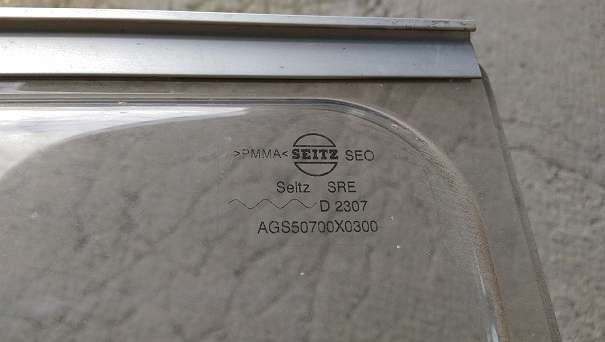 >PMMA< SEITZ SEO
Seitz SRE
D 2307
AGS50700X0300